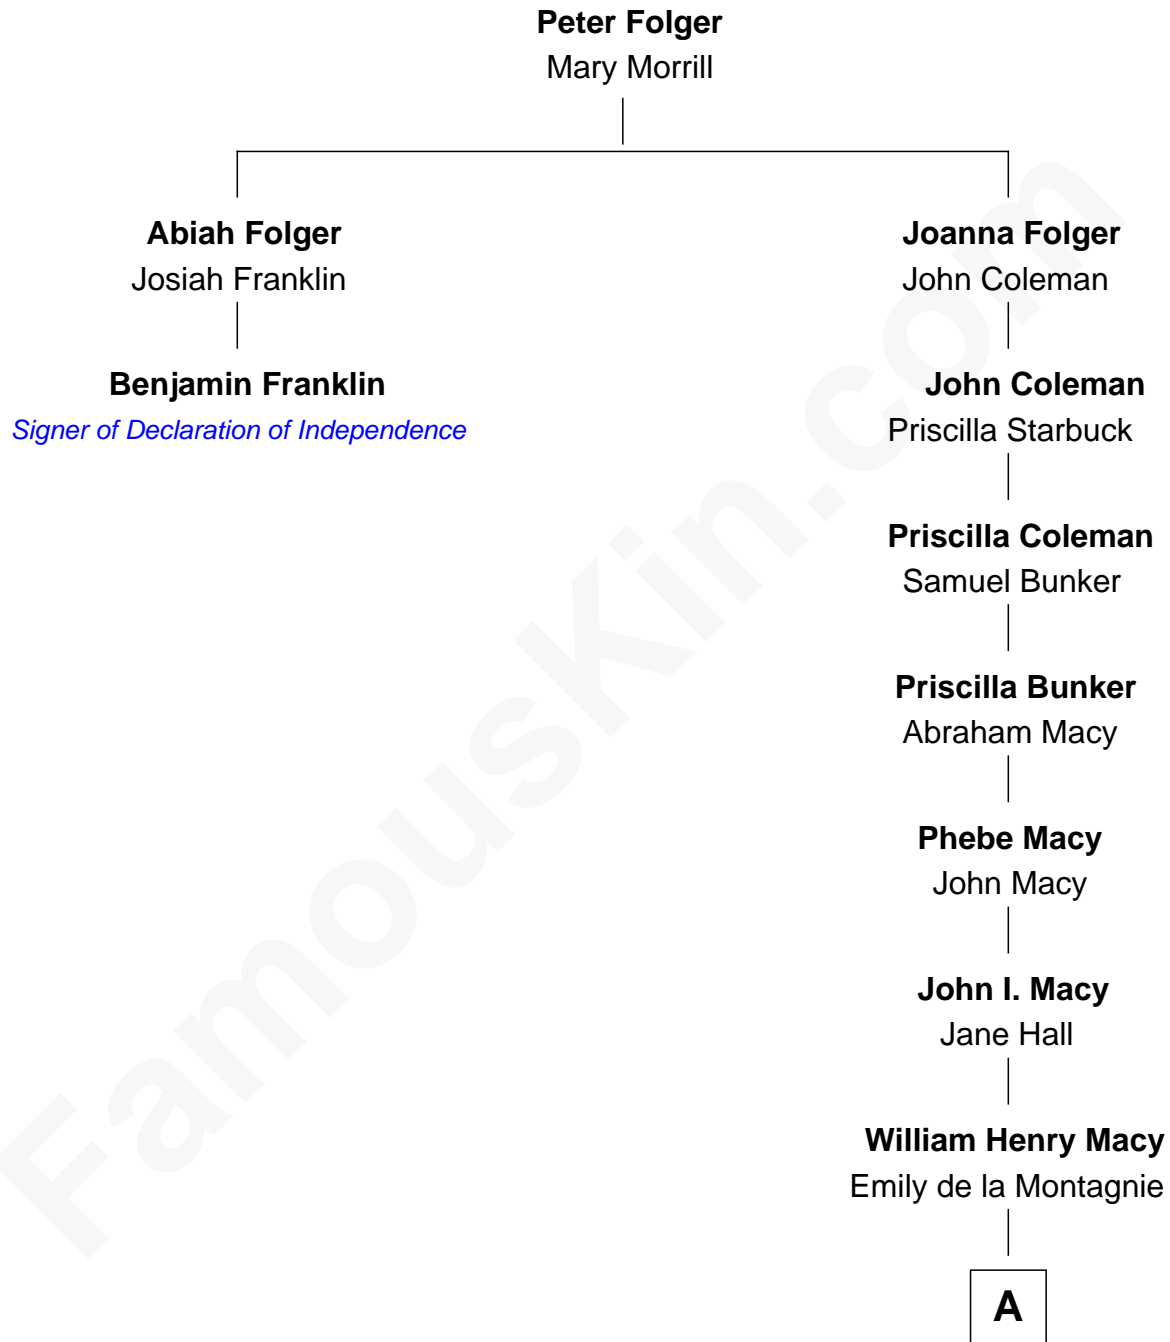 Peter Folger
Mary Morrill
Abiah Folger
Josiah Franklin
Benjamin Franklin
Signer of Declaration of Independence
Joanna Folger
John Coleman
John Coleman
Priscilla Starbuck
Priscilla Coleman
Samuel Bunker
Priscilla Bunker
Abraham Macy
Phebe Macy
John Macy
John I. Macy
Jane Hall
William Henry Macy
Emily de la Montagnie
A
FamousKin.com